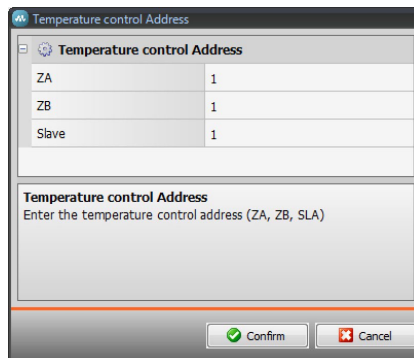 Temperature control Address
Temperature control Address
ZA 1
ZB 1
Slave 1
Temperature control Address
Enter the temperature control address (ZA, ZB, SLA)
Confirm Cancel